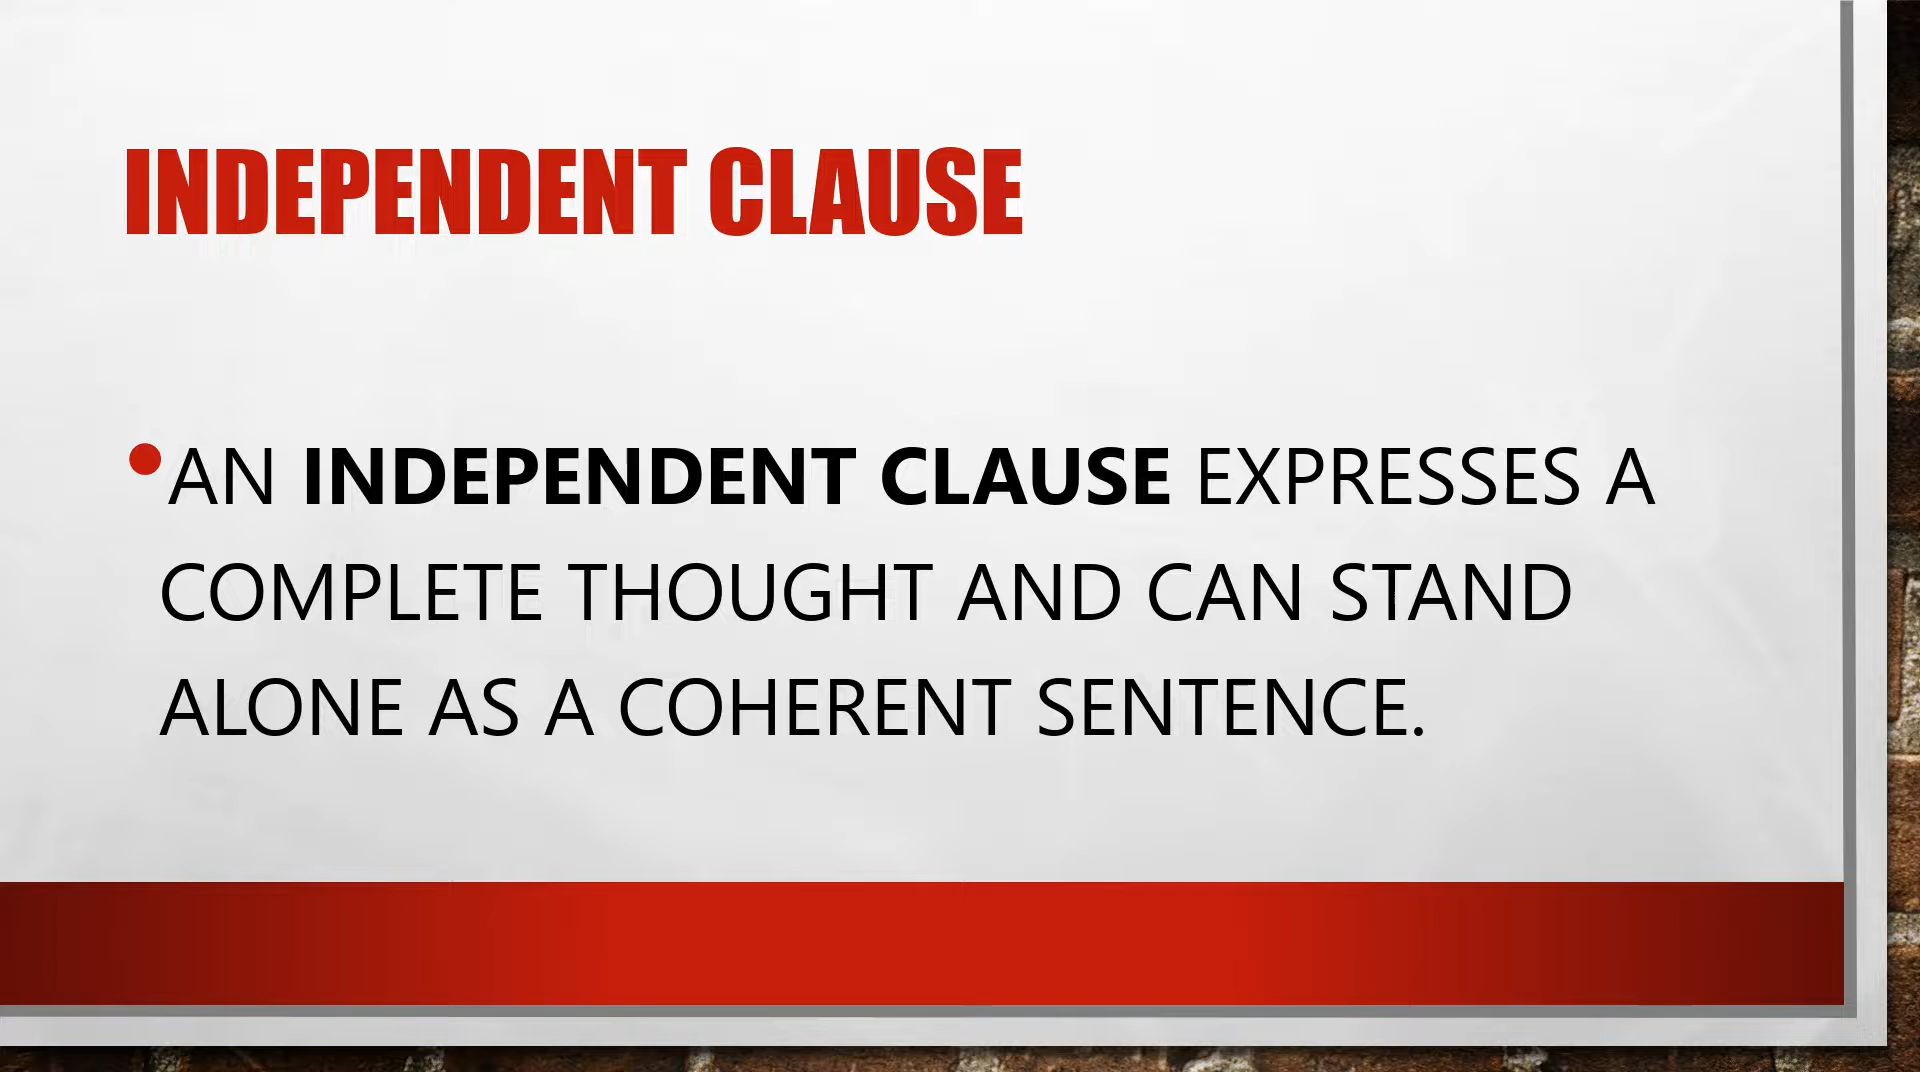 INDEPENDENT CLAUSE
•AN INDEPENDENT CLAUSE EXPRESSES A
COMPLETE THOUGHT AND CAN STAND
ALONE AS A COHERENT SENTENCE.